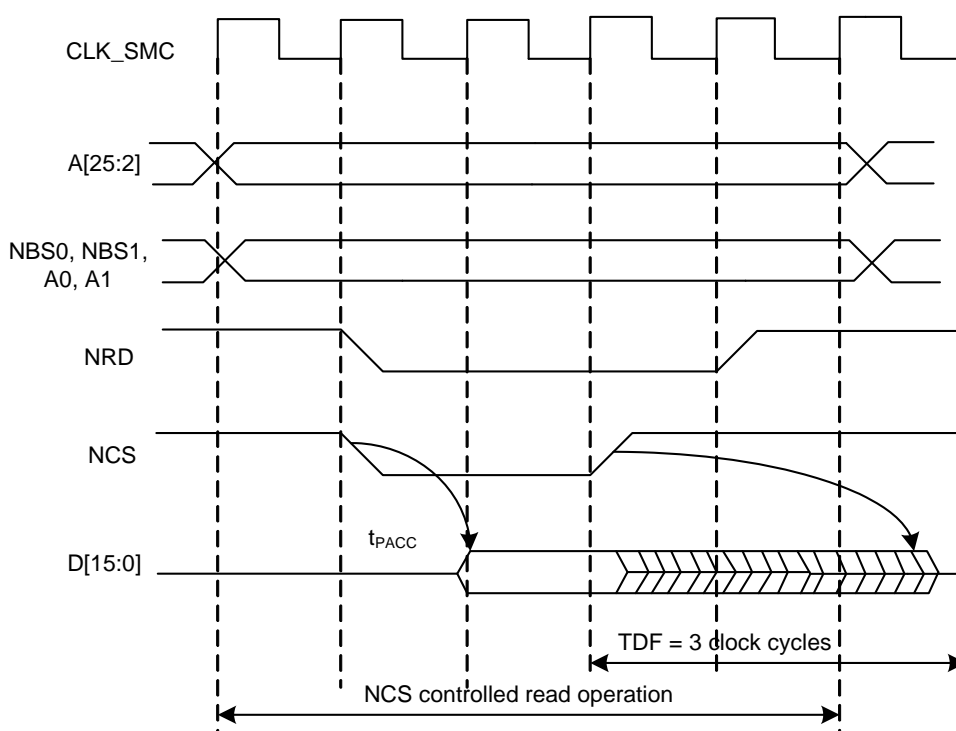 CLK_SMC
A[25:2]
NBS0, NBS1,
A0, A1
NRD
NCS
tPACC
D[15:0]
TDF = 3 clock cycles
NCS controlled read operation